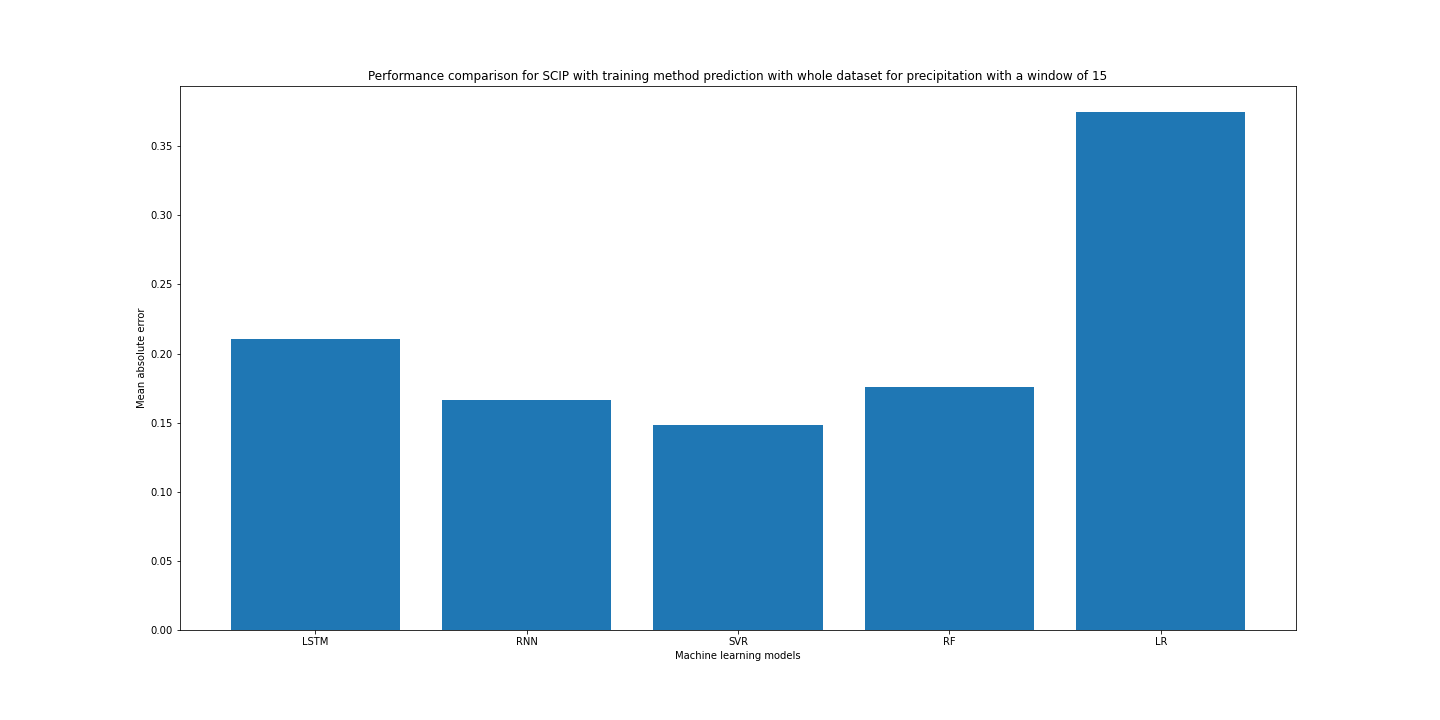 Performance comparison for SCIP with training method prediction with whole dataset for precipitation with a window of 15
0.35
0.30
0.25
0.20
0.15
0.10
0.05
0.00
Mean absolute error
LSTM RNN SVR RF LR
Machine learning models